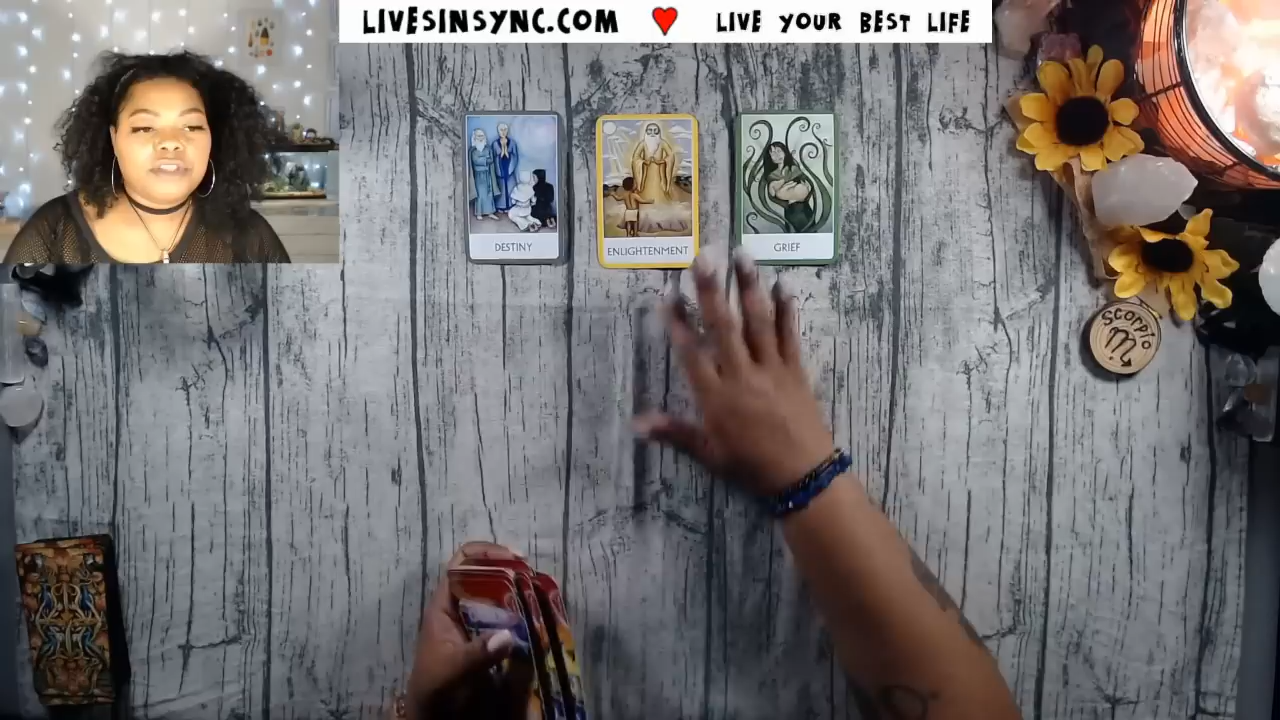 LIVESINSYNC.COM ❤ LIVE YOUR BEST LIFE
DESTINY
ENLIGHTENMENT
GRIEF
Scorpio